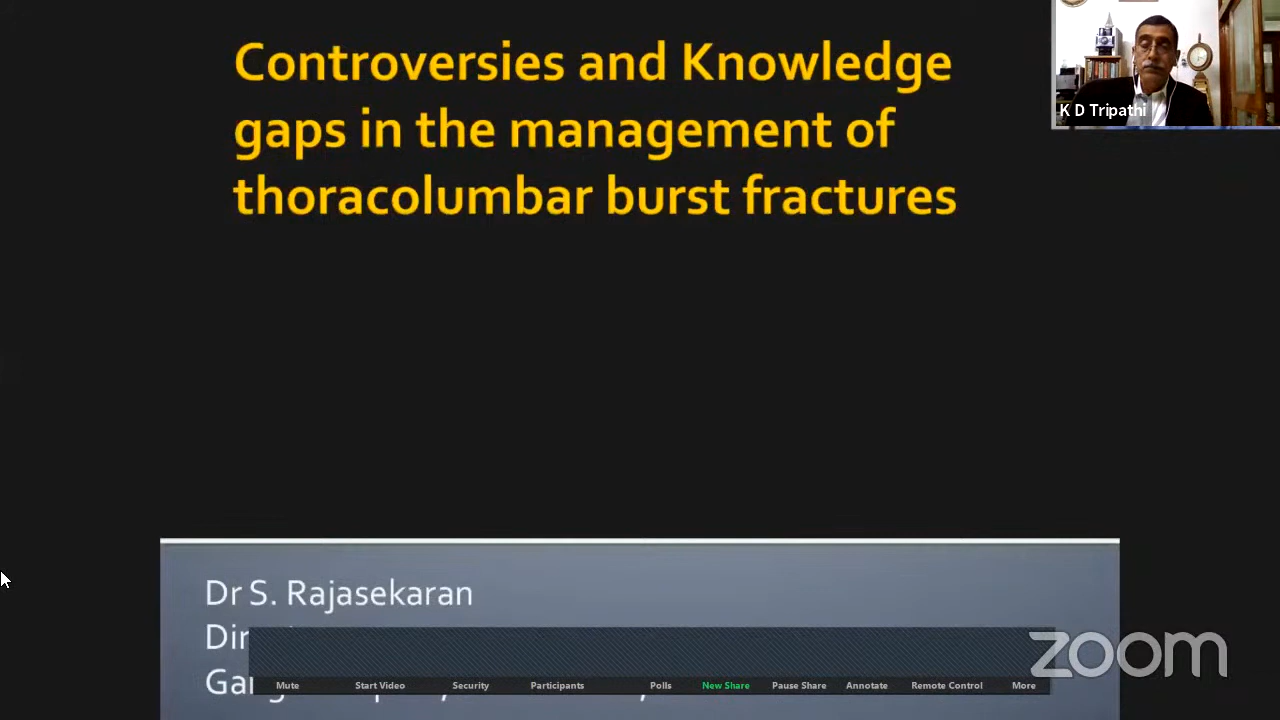 Controversies and Knowledge
gaps in the management of
thoracolumbar burst fractures
K D Tripathi
Dr S. Rajasekaran
zoom
Mute Start Video Security Participants Polls New Share Pause Share Annotate Remote Control More